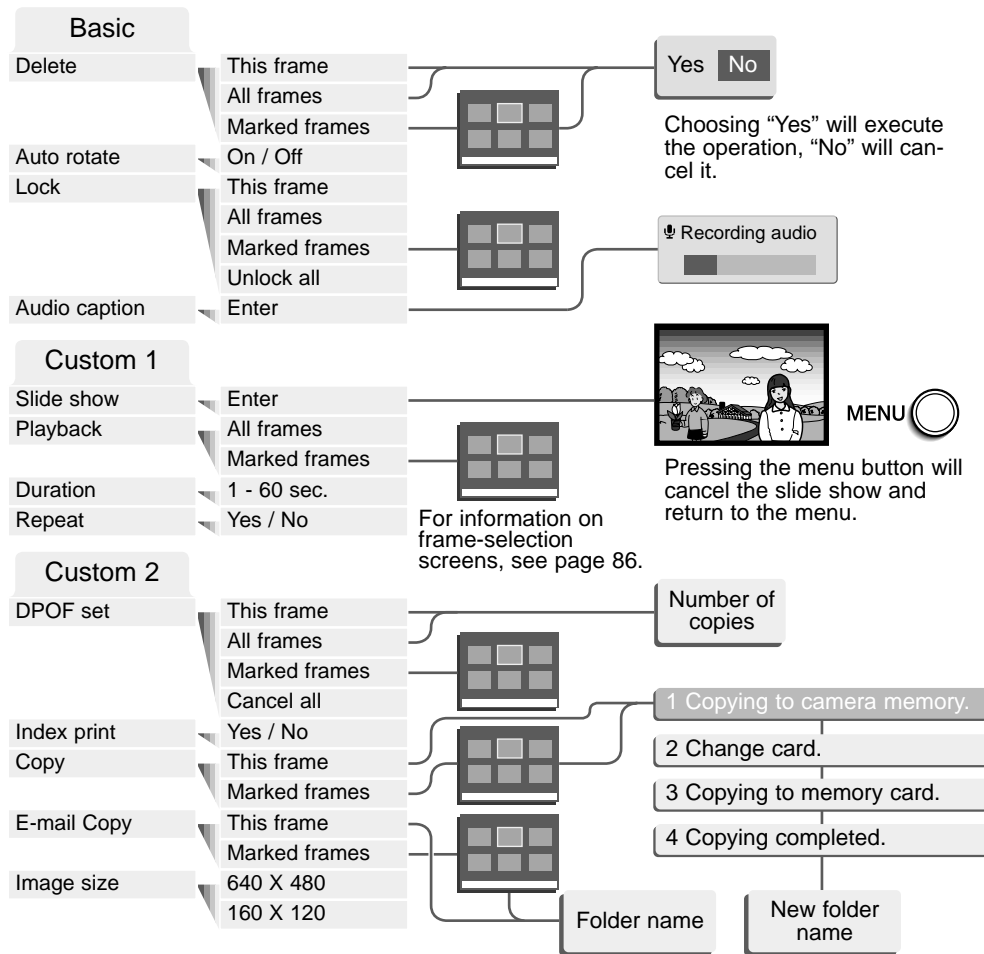 Basic
Delete
This frame
All frames
Marked frames
Yes No
Choosing “Yes” will execute
the operation, “No” will can-
cel it.
Auto rotate
On / Off
Lock
This frame
All frames
Marked frames
Unlock all
Recording audio
Audio caption
Enter
Custom 1
Slide show
Enter
MENU
Playback
All frames
Marked frames
Pressing the menu button will
cancel the slide show and
return to the menu.
Duration
1 - 60 sec.
Repeat
Yes / No
For information on
frame-selection
screens, see page 86.
Custom 2
DPOF set
This frame
All frames
Marked frames
Cancel all
Number of
copies
Index print
Yes / No
Copy
This frame
Marked frames
1 Copying to camera memory.
2 Change card.
3 Copying to memory card.
4 Copying completed.
E-mail Copy
This frame
Marked frames
Image size
640 X 480
160 X 120
Folder name
New folder
name